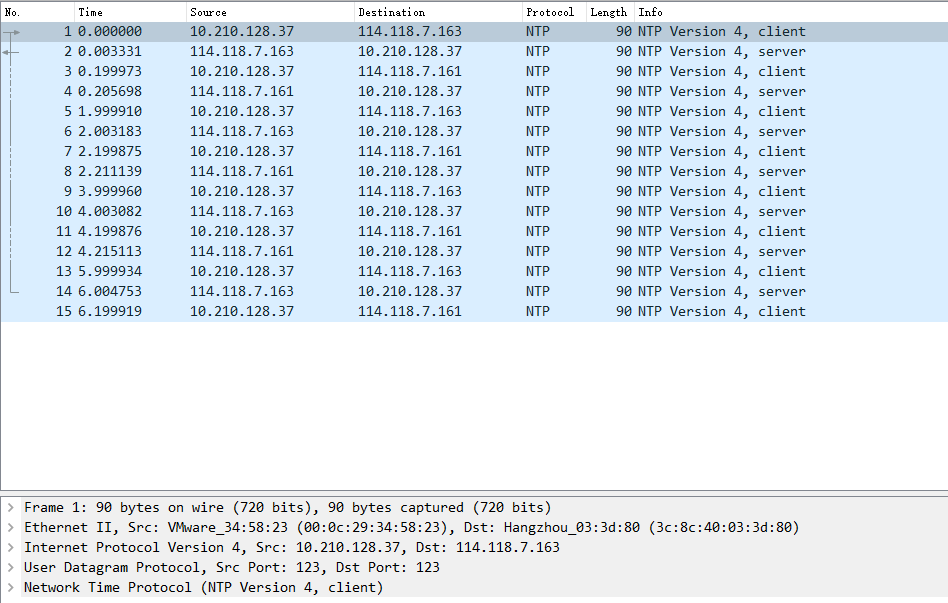 No. Time Source Destination Protocol Length Info
1 0.000000 10.210.128.37 114.118.7.163 NTP 90 NTP Version 4, client
2 0.003331 114.118.7.163 10.210.128.37 NTP 90 NTP Version 4, server
3 0.199973 10.210.128.37 114.118.7.161 NTP 90 NTP Version 4, client
4 0.205698 114.118.7.161 10.210.128.37 NTP 90 NTP Version 4, server
5 1.999910 10.210.128.37 114.118.7.163 NTP 90 NTP Version 4, client
6 2.003183 114.118.7.163 10.210.128.37 NTP 90 NTP Version 4, server
7 2.199875 10.210.128.37 114.118.7.161 NTP 90 NTP Version 4, client
8 2.211139 114.118.7.161 10.210.128.37 NTP 90 NTP Version 4, server
9 3.999960 10.210.128.37 114.118.7.163 NTP 90 NTP Version 4, client
10 4.003082 114.118.7.163 10.210.128.37 NTP 90 NTP Version 4, server
11 4.199876 10.210.128.37 114.118.7.161 NTP 90 NTP Version 4, client
12 4.215113 114.118.7.161 10.210.128.37 NTP 90 NTP Version 4, server
13 5.999934 10.210.128.37 114.118.7.163 NTP 90 NTP Version 4, client
14 6.004753 114.118.7.163 10.210.128.37 NTP 90 NTP Version 4, server
15 6.199919 10.210.128.37 114.118.7.161 NTP 90 NTP Version 4, client
Frame 1: 90 bytes on wire (720 bits), 90 bytes captured (720 bits)
Ethernet II, Src: VMware_34:58:23 (00:0c:29:34:58:23), Dst: Hangzhou_03:3d:80 (3c:8c:40:03:3d:80)
Internet Protocol Version 4, Src: 10.210.128.37, Dst: 114.118.7.163
User Datagram Protocol, Src Port: 123, Dst Port: 123
Network Time Protocol (NTP Version 4, client)